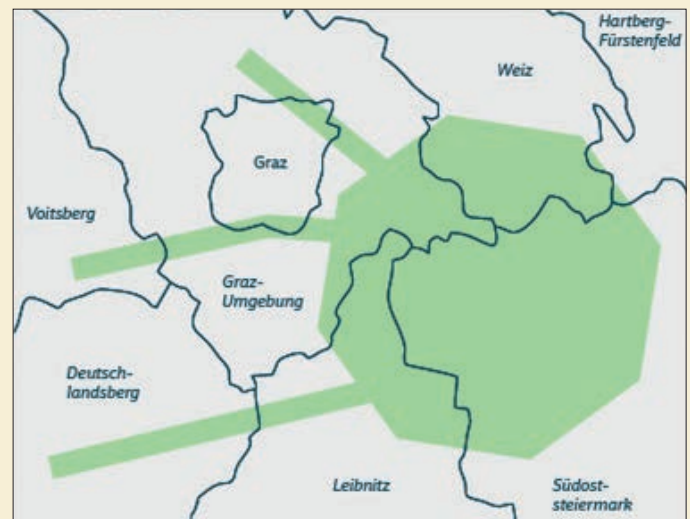 Hartberg-
Fürstenfeld
Weiz
Graz
Voitsberg
Graz-
Umgebung
Deutsch-
landsberg
Leibnitz
Südost-
steiermark